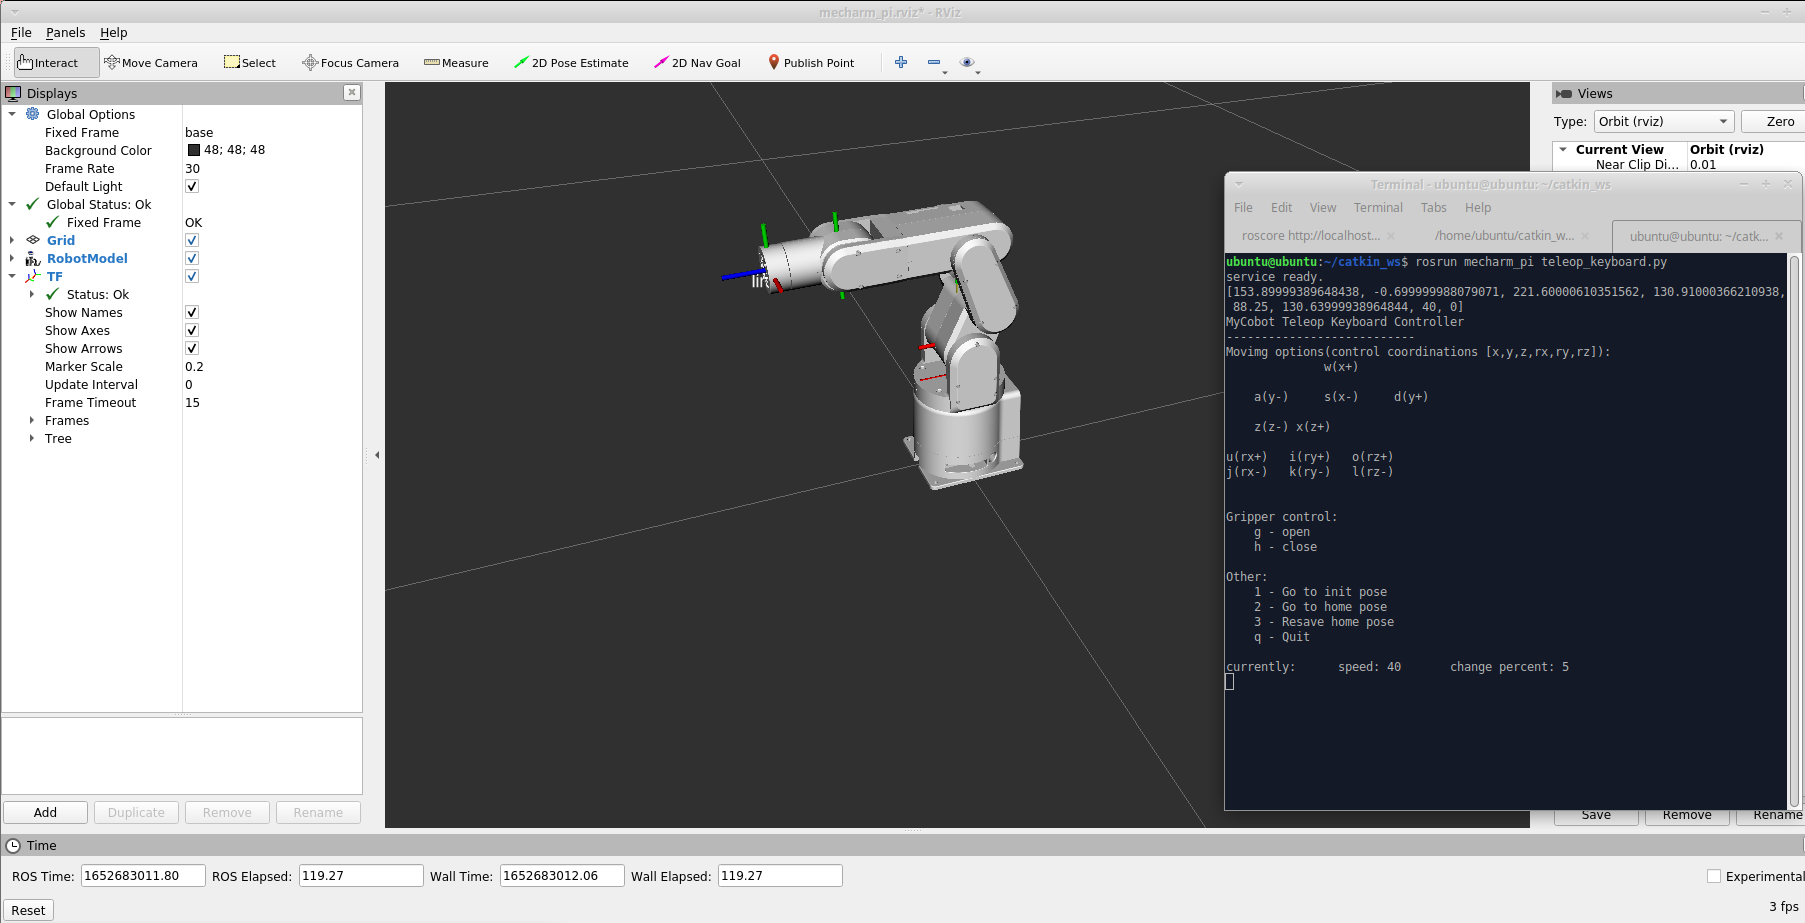 mecharm_pi.rviz* - RViz
File Panels Help
Interact Move Camera Select Focus Camera Measure 2D Pose Estimate 2D Nav Goal Publish Point
Displays
Global Options
Fixed Frame base
Background Color 48; 48; 48
Frame Rate 30
Default Light
Global Status: Ok
Fixed Frame OK
Grid
RobotModel
TF
Status: Ok
Show Names
Show Axes
Show Arrows
Marker Scale 0.2
Update Interval 0
Frame Timeout 15
Frames
Tree
Add Duplicate Remove Rename
Views
Type: Orbit (rviz) Zero
Current View Orbit (rviz)
Near Clip Di... 0.01
Terminal - ubuntu@ubuntu: ~/catkin_ws
File Edit View Terminal Tabs Help
roscore http://localhost... /home/ubuntu/catkin_w... ubuntu@ubuntu: ~/catk...
ubuntu@ubuntu:~/catkin_ws$ rosrun mecharm_pi teleop_keyboard.py
service ready.
[153.89999389648438, -0.699999988079071, 221.60000610351562, 130.91000366210938,
88.25, 130.63999938964844, 40, 0]
MyCobot Teleop Keyboard Controller
---------------------------
Movimg options(control coordinations [x,y,z,rx,ry,rz]):
w(x+)
a(y-) s(x-) d(y+)
z(z-) x(z+)
u(rx+) i(ry+) o(rz+)
j(rx-) k(ry-) l(rz-)
Gripper control:
g - open
h - close
Other:
1 - Go to init pose
2 - Go to home pose
3 - Resave home pose
q - Quit
currently: speed: 40 change percent: 5
Save Remove Rename
Time
ROS Time: 1652683011.80 ROS Elapsed: 119.27 Wall Time: 1652683012.06 Wall Elapsed: 119.27 Experimental
Reset 3 fps